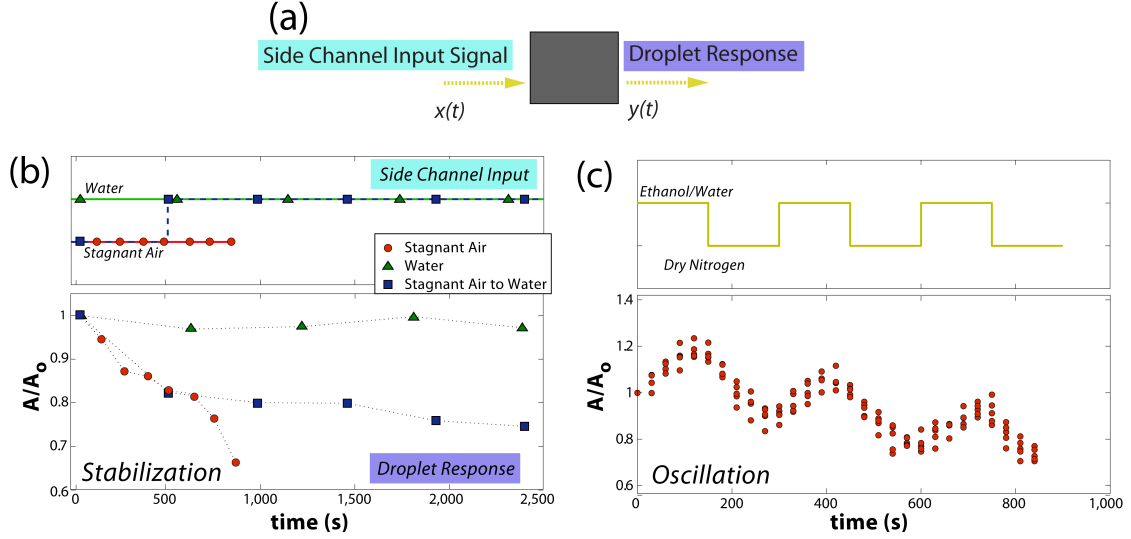 (a)
Side Channel Input Signal
Droplet Response
x(t)
y(t)
(b)
Side Channel Input
Water
Stagnant Air
Stagnant Air
Water
Stagnant Air to Water
1
0.9
0.8
0.7
0.6
A/Ao
Stabilization
Droplet Response
0
500
1,000
1,500
2,000
2,500
time (s)
(c)
Ethanol/Water
Dry Nitrogen
1.4
1.2
1
0.8
0.6
A/Ao
Oscillation
0
200
400
600
800
1,000
time (s)